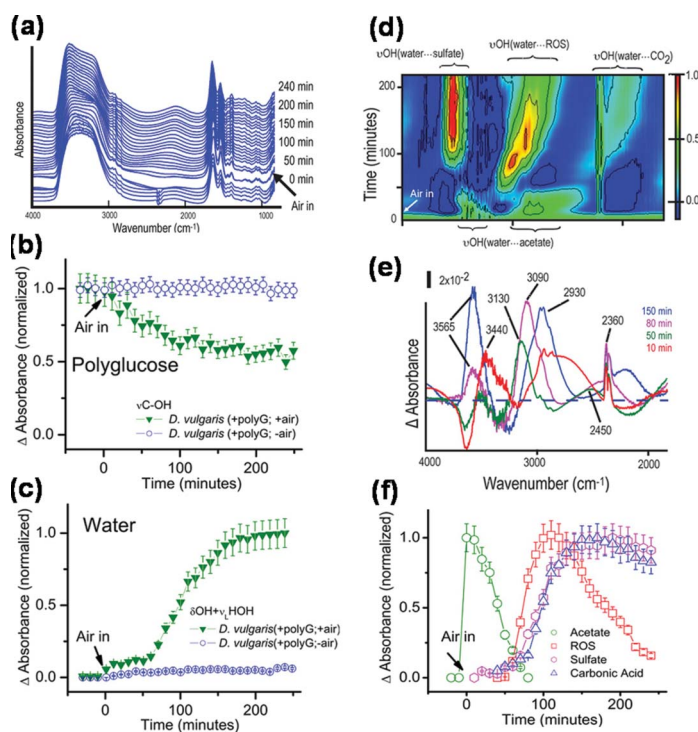 (a)
Absorbance
240 min
200 min
150 min
100 min
50 min
0 min
Air in
4000 3000 2000 1000
Wavenumber (cm-1)
(b)
Δ Absorbance (normalized)
1.0
0.5
0.0
Air in
Polyglucose
νC-OH
D. vulgaris (+polyG; +air)
D. vulgaris (+polyG; -air)
0 100 200
Time (minutes)
(c)
Δ Absorbance (normalized)
1.0
0.5
0.0
Water
Air in
δOH+νLHOH
D. vulgaris(+polyG;+air)
D. vulgaris(+polyG;-air)
0 100 200
Time (minutes)
(d)
υOH(water···sulfate)
υOH(water···ROS)
υOH(water···CO2)
Time (minutes)
200
100
0
Air in
1.0
0.5
0.0
υOH(water···acetate)
(e)
Δ Absorbance
2x10-2
3565
3440
3130
3090
2930
2360
2450
150 min
80 min
50 min
10 min
4000 3000 2000
Wavenumber (cm-1)
(f)
Δ Absorbance (normalized)
1.0
0.5
0.0
Air in
Acetate
ROS
Sulfate
Carbonic Acid
0 100 200
Time (minutes)